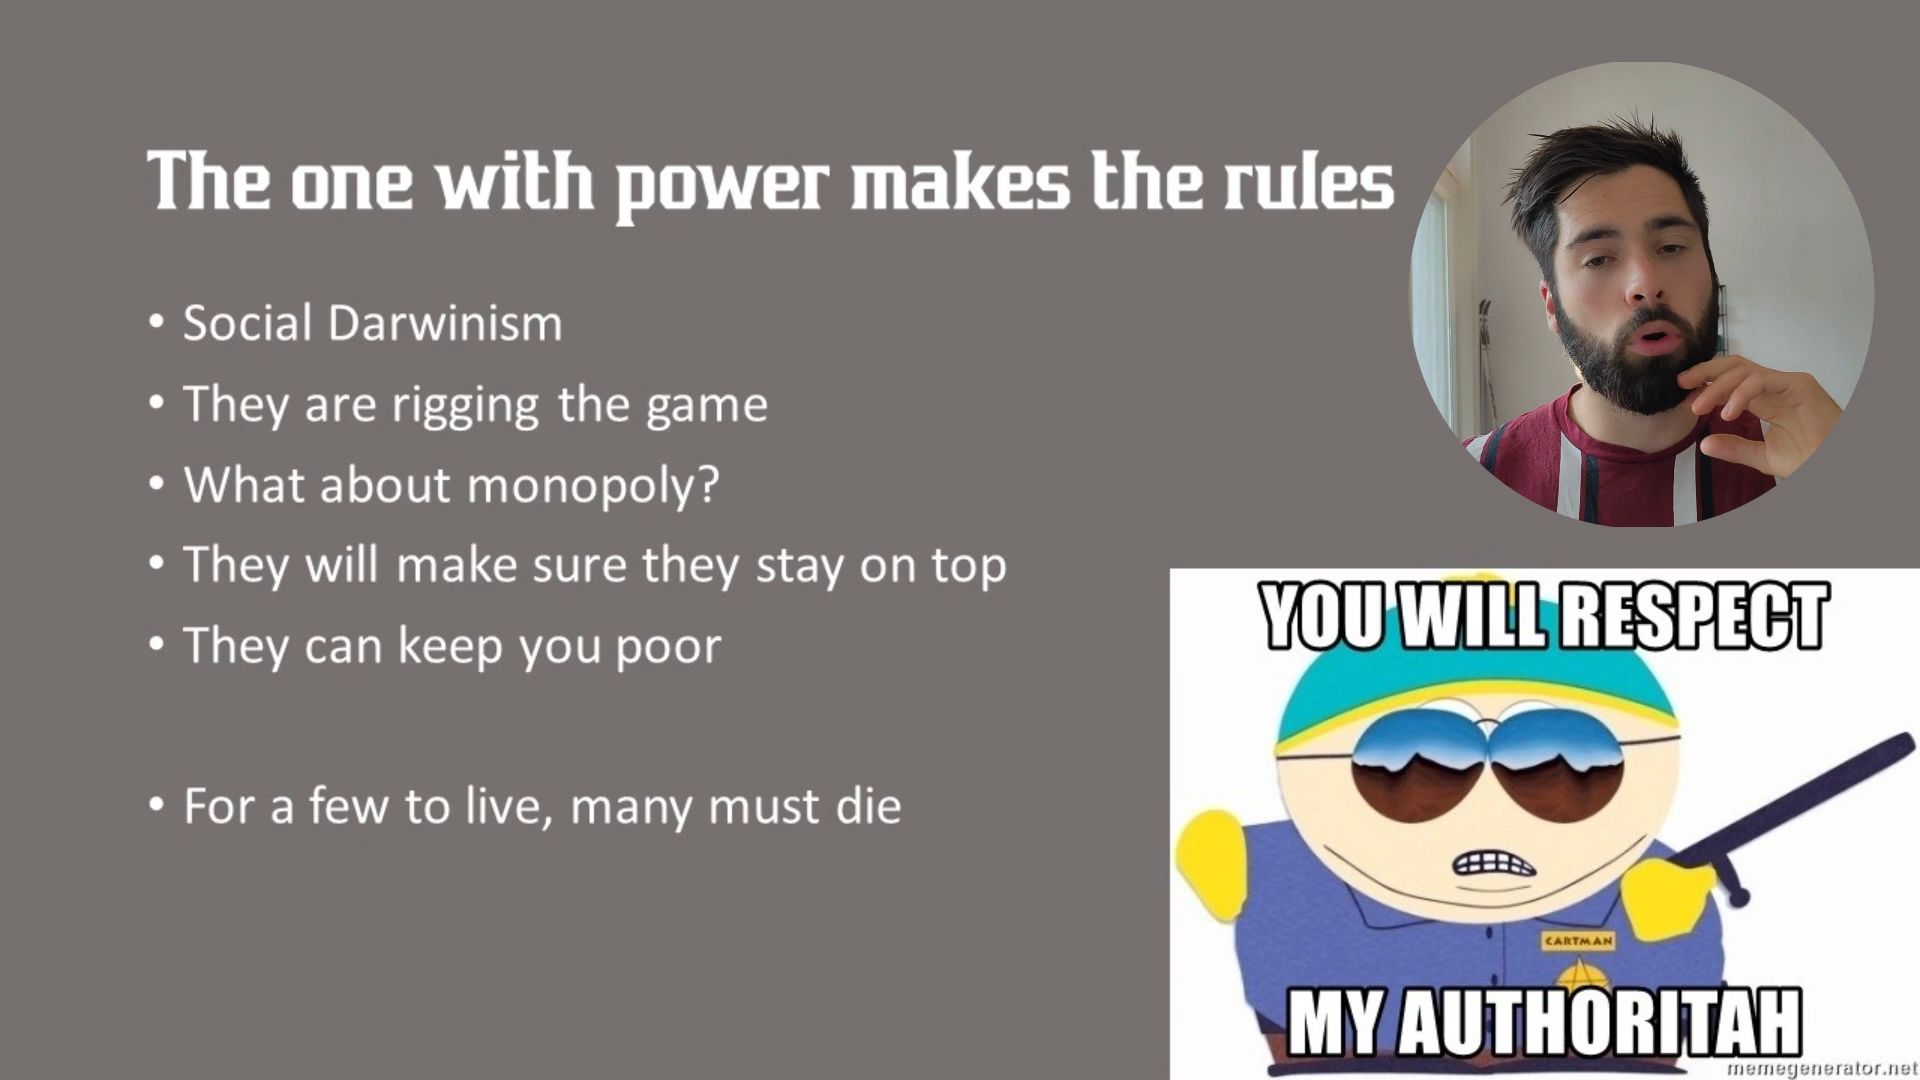 The one with power makes the rules
• Social Darwinism
• They are rigging the game
• What about monopoly?
• They will make sure they stay on top
• They can keep you poor
• For a few to live, many must die
YOU WILL RESPECT
CARTMAN
MY AUTHORITAH
memegenerator.net